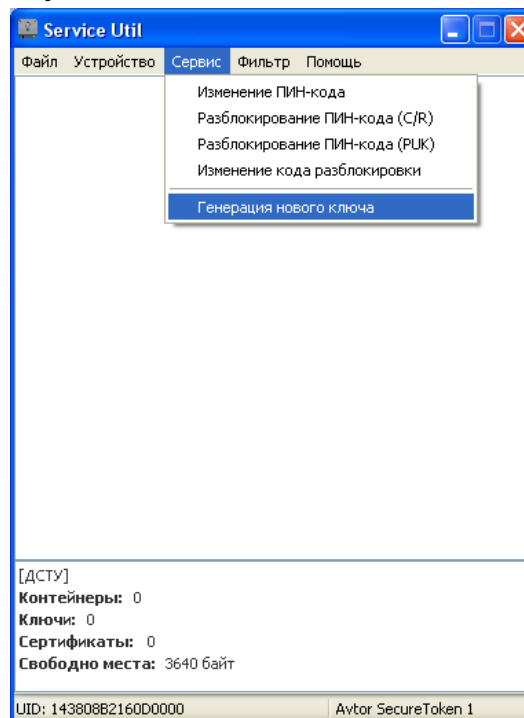 Service Util
Файл Устройство Сервис Фильтр Помощь
Изменение ПИН-кода
Разблокирование ПИН-кода (C/R)
Разблокирование ПИН-кода (PUK)
Изменение кода разблокировки
Генерация нового ключа
[ДСТУ]
Контейнеры: 0
Ключи: 0
Сертификаты: 0
Свободно места: 3640 байт
UID: 143808B2160D0000 Avtor SecureToken 1